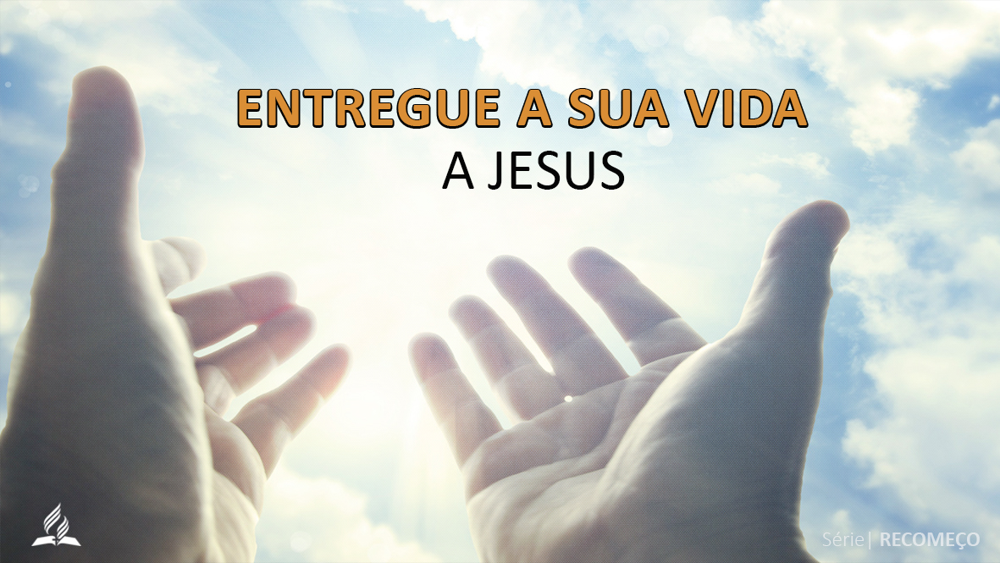 ENTREGUE A SUA VIDA
A JESUS
Série| RECOMEÇO